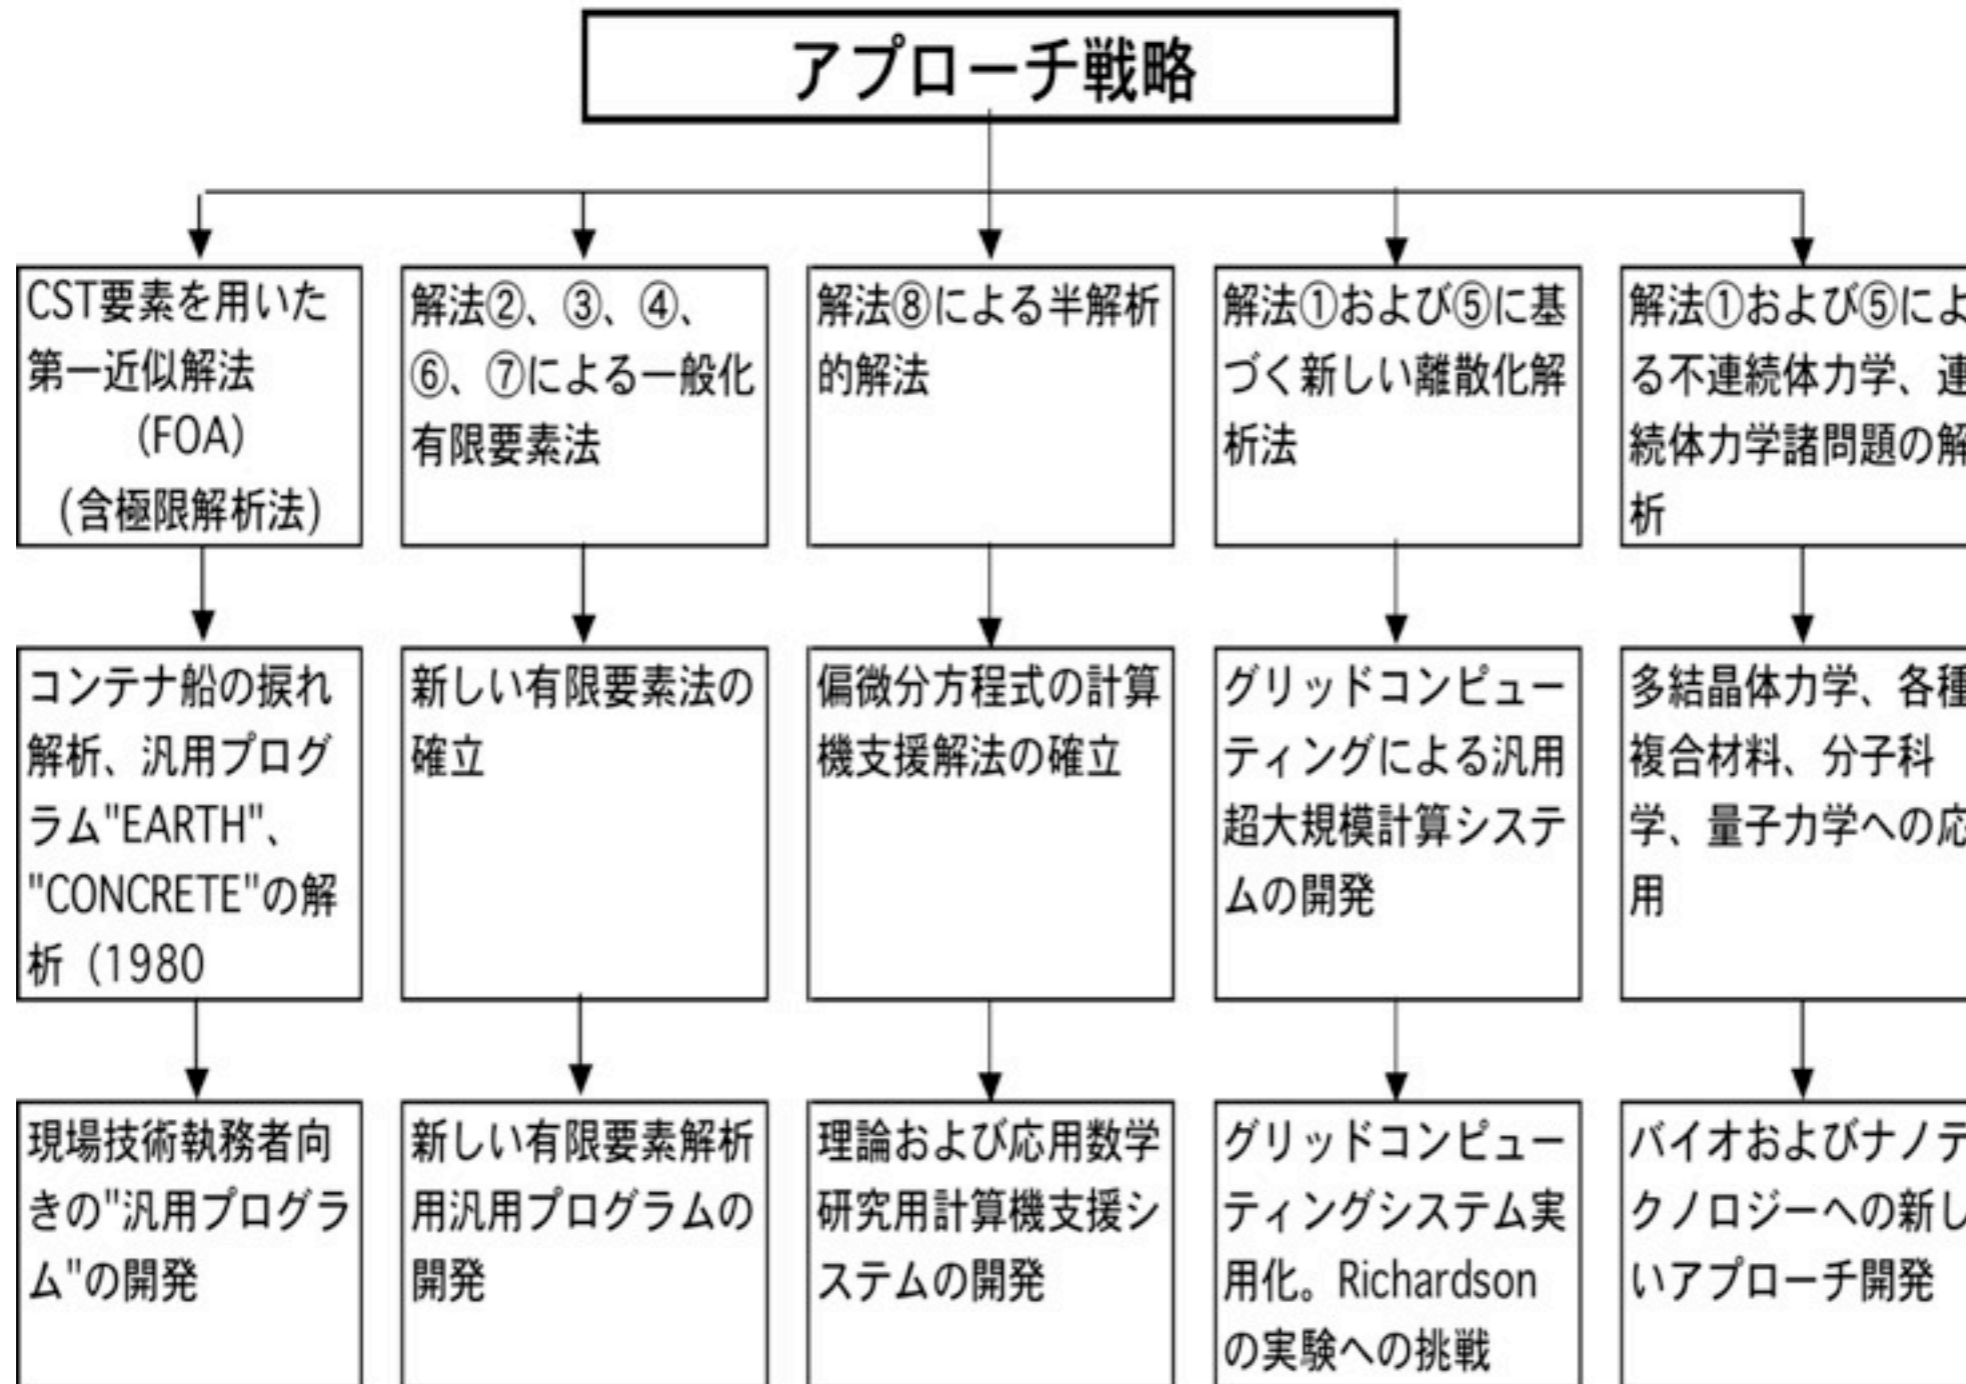 アプローチ戦略
CST要素を用いた
第一近似解法
(FOA)
(含極限解析法)
解法②、③、④、
⑥、⑦による一般化
有限要素法
解法⑧による半解析
的解法
解法①および⑤に基
づく新しい離散化解
析法
解法①および⑤によ
る不連続体力学、連
続体力学諸問題の解
析
コンテナ船の捩れ
解析、汎用プログ
ラム"EARTH"、
"CONCRETE"の解
析（1980
新しい有限要素法の
確立
偏微分方程式の計算
機支援解法の確立
グリッドコンピュー
ティングによる汎用
超大規模計算システ
ムの開発
多結晶体力学、各種
複合材料、分子科
学、量子力学への応
用
現場技術執務者向
きの"汎用プログラ
ム"の開発
新しい有限要素解析
用汎用プログラムの
開発
理論および応用数学
研究用計算機支援シ
ステムの開発
グリッドコンピュー
ティングシステム実
用化。Richardson
の実験への挑戦
バイオおよびナノテ
クノロジーへの新し
いアプローチ開発